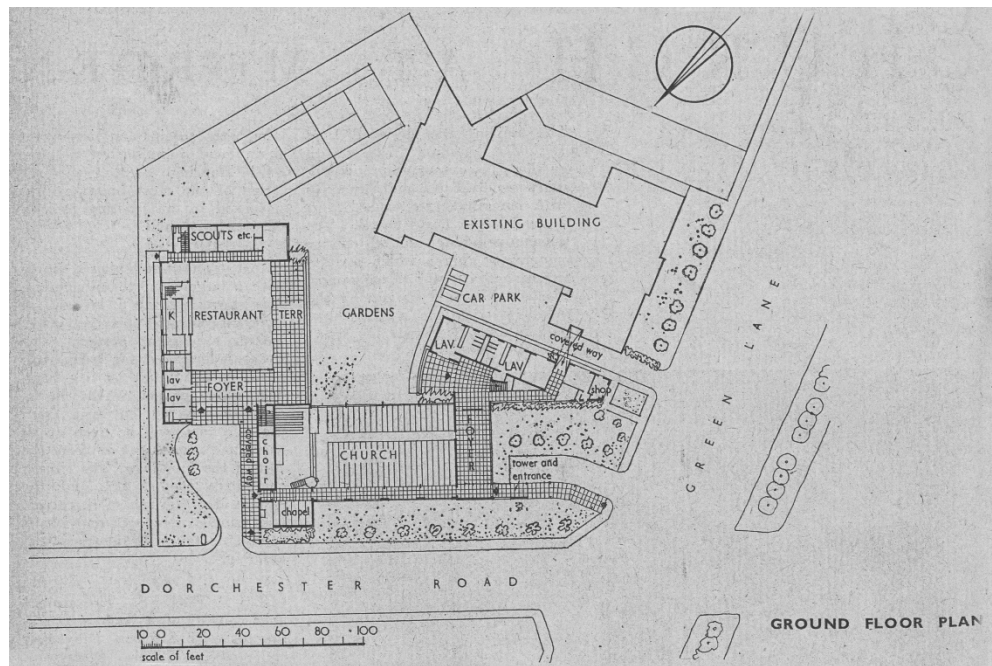 SCOUTS etc
EXISTING BUILDING
K
RESTAURANT
TERR
GARDENS
CAR PARK
LAV
LAV
covered way
shop
FOYER
lav
lav
covered way
choir
CHURCH
FOYER
tower and
entrance
chapel
GREEN LANE
DORCHESTER ROAD
GROUND FLOOR PLAN
10 0 20 40 60 80 100
scale of feet